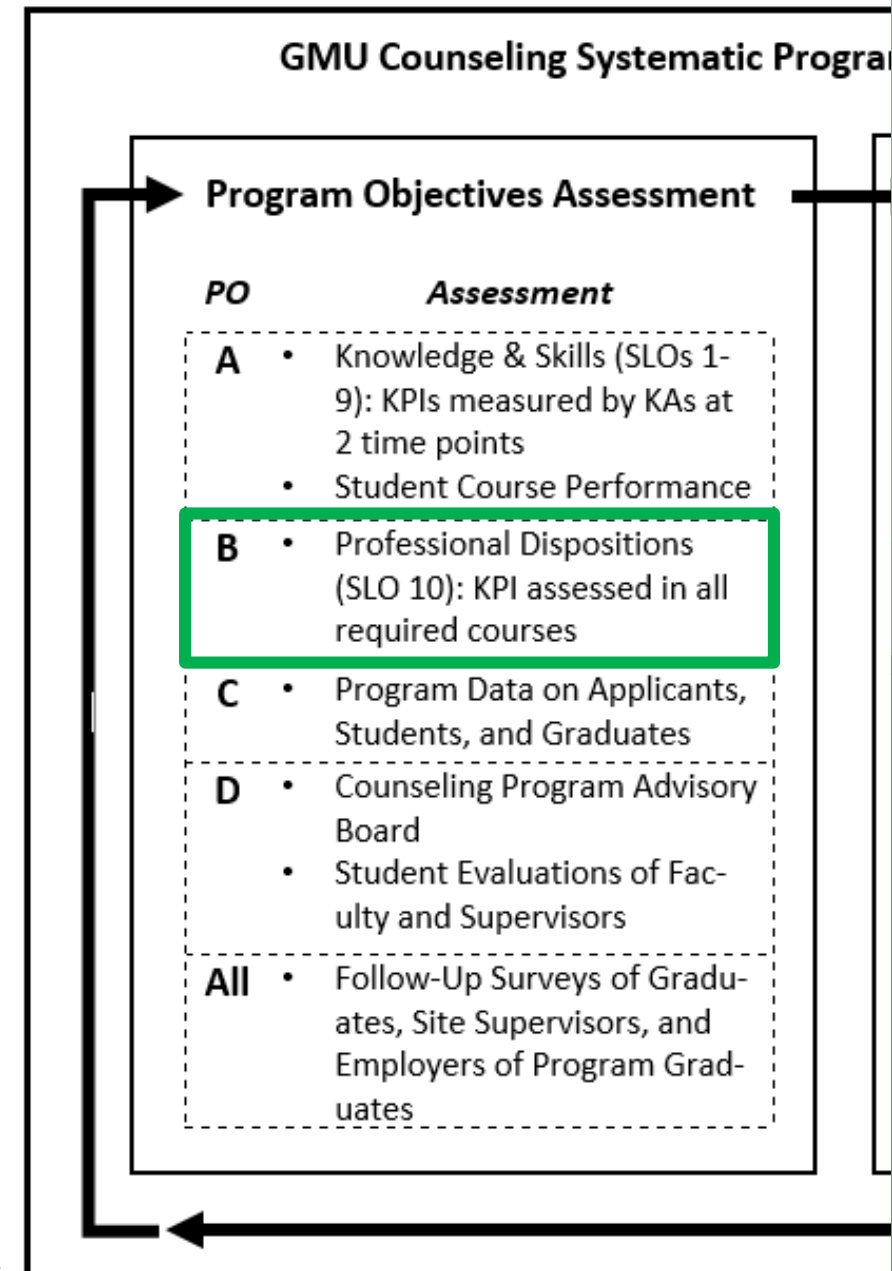 GMU Counseling Systematic
Program Objectives Assessment
PO Assessment
A • Knowledge & Skills (SLOs 1-
9): KPIs measured by KAs at
2 time points
• Student Course Performance
B • Professional Dispositions
(SLO 10): KPI assessed in all
required courses
C • Program Data on Applicants,
Students, and Graduates
D • Counseling Program Advisory
Board
• Student Evaluations of Fac-
ulty and Supervisors
All • Follow-Up Surveys of Gradu-
ates, Site Supervisors, and
Employers of Program Grad-
uates